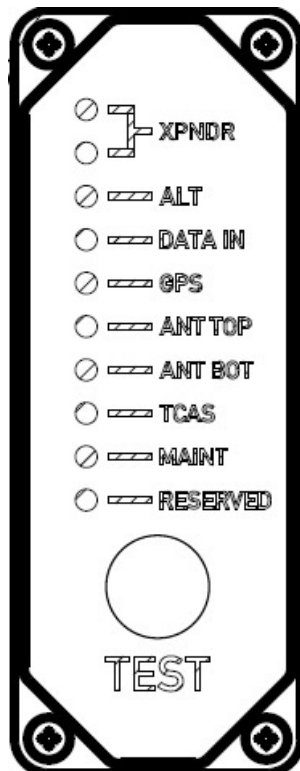 XPNDR
ALT
DATA IN
GPS
ANT TOP
ANT BOT
TCAS
MAINT
RESERVED
TEST